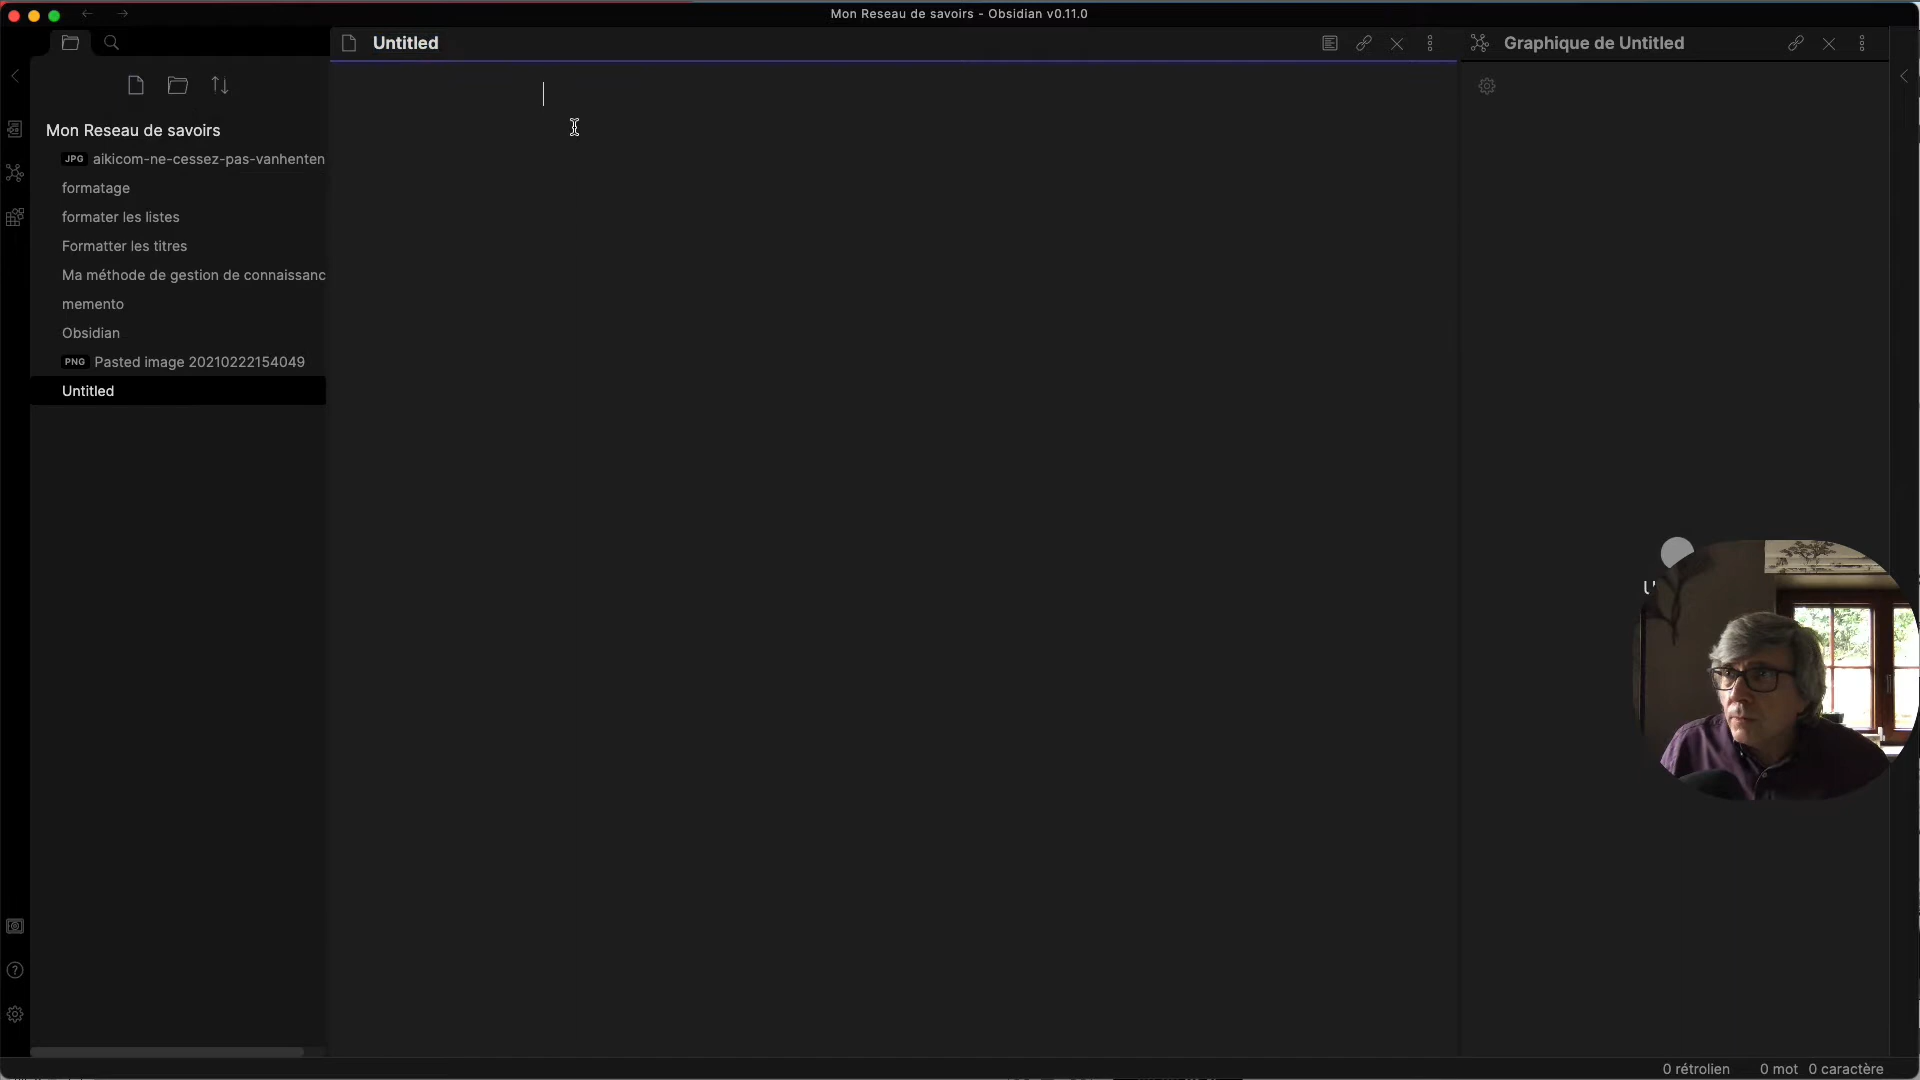 Mon Reseau de savoirs - Obsidian v0.11.0
Untitled
Graphique de Untitled
Mon Reseau de savoirs
JPG aikicom-ne-cessez-pas-vanhenten
formatage
formater les listes
Formatter les titres
Ma méthode de gestion de connaissanc
memento
Obsidian
PNG Pasted image 20210222154049
Untitled
0 rétrolien 0 mot 0 caractère